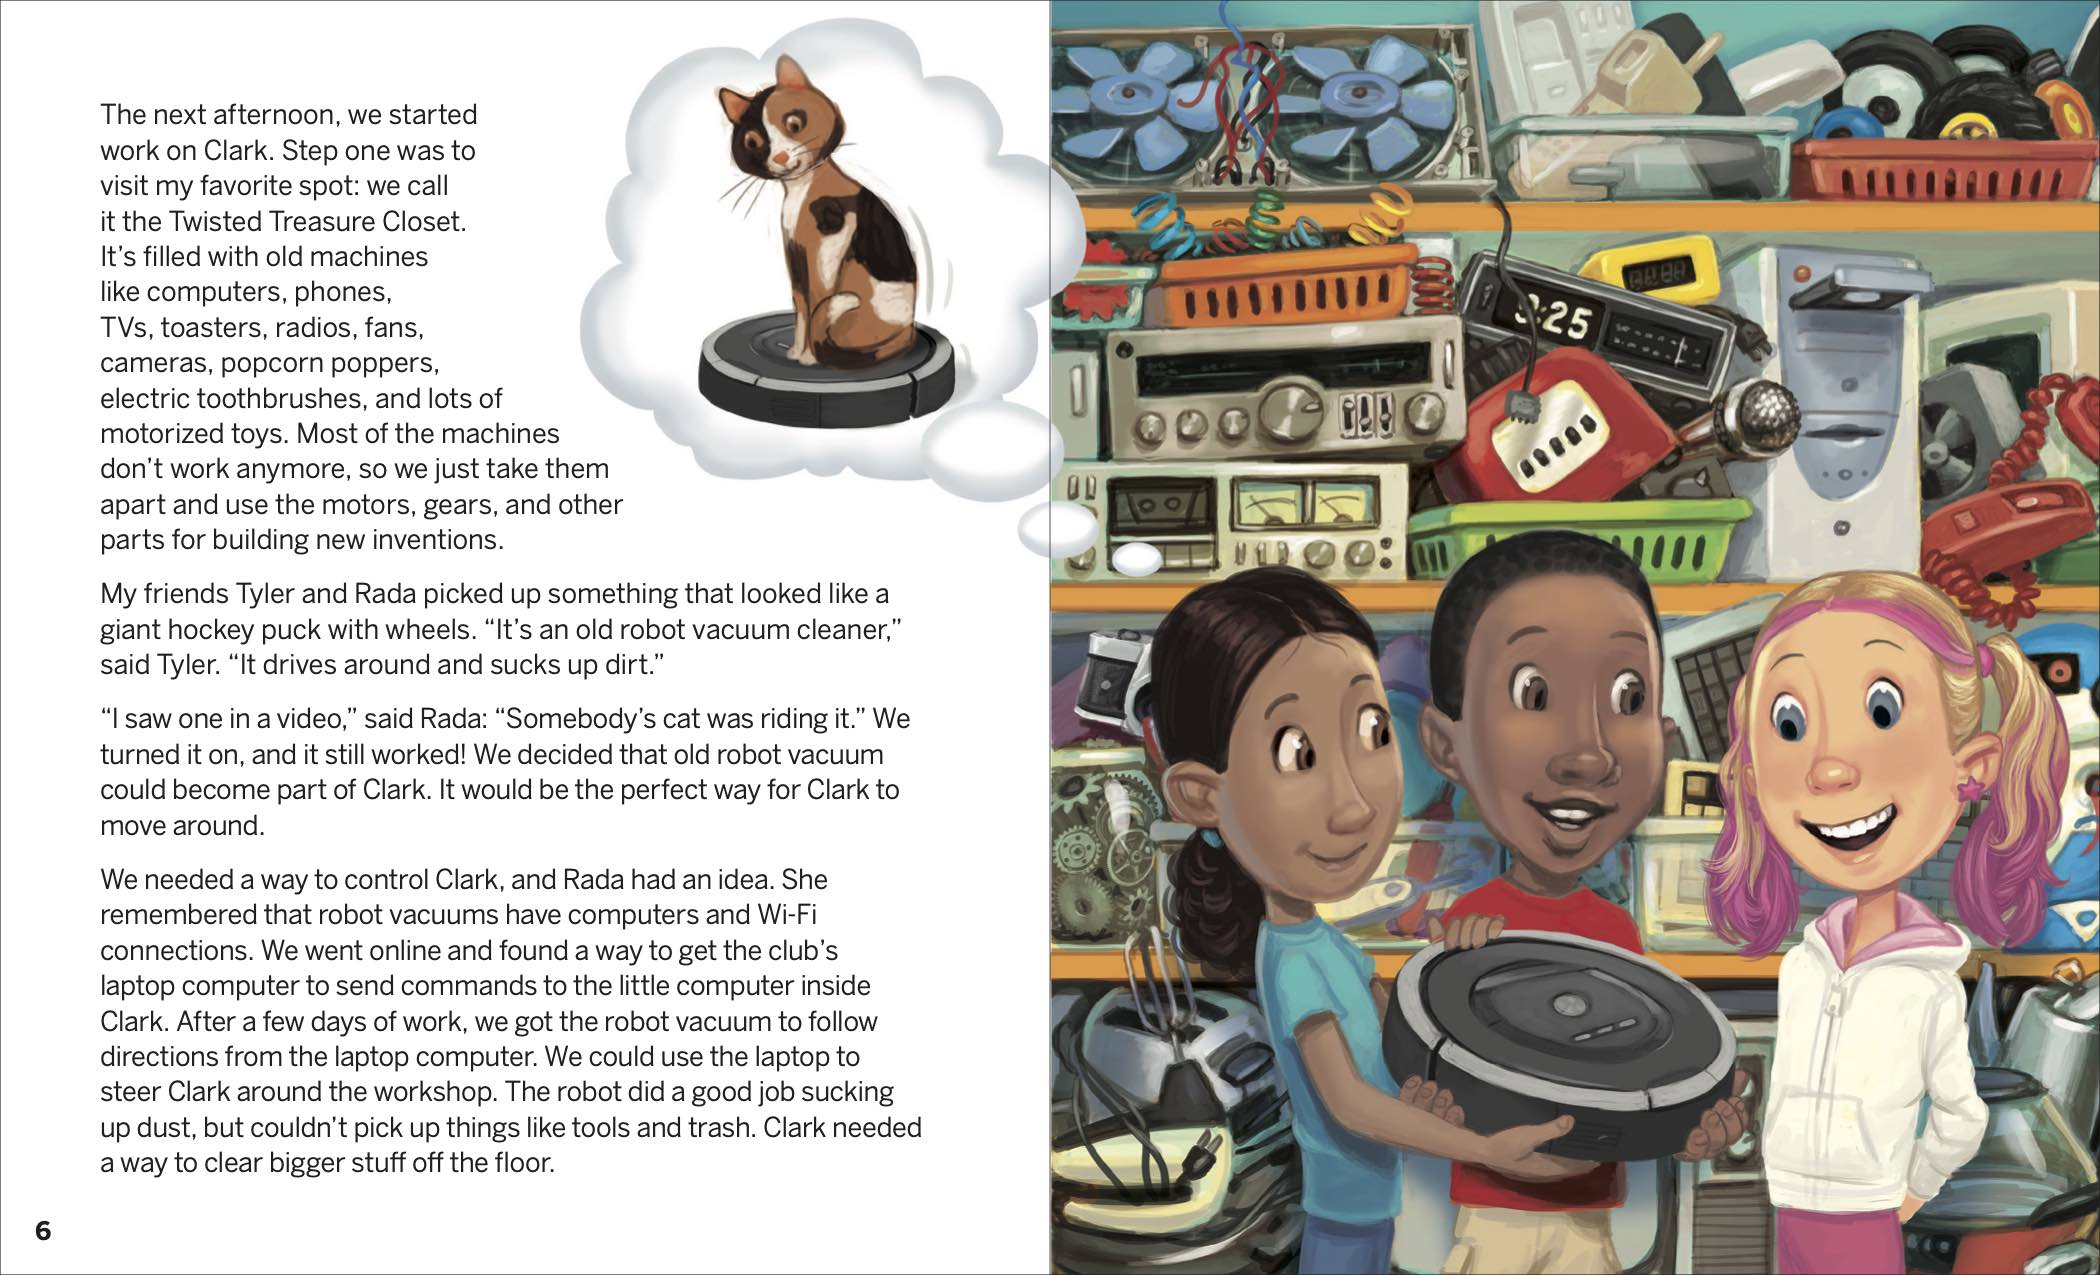 The next afternoon, we started
work on Clark. Step one was to
visit my favorite spot: we call
it the Twisted Treasure Closet.
It’s filled with old machines
like computers, phones,
TVs, toasters, radios, fans,
cameras, popcorn poppers,
electric toothbrushes, and lots of
motorized toys. Most of the machines
don’t work anymore, so we just take them
apart and use the motors, gears, and other
parts for building new inventions.
My friends Tyler and Rada picked up something that looked like a
giant hockey puck with wheels. “It’s an old robot vacuum cleaner,”
said Tyler. “It drives around and sucks up dirt.”
“I saw one in a video,” said Rada: “Somebody’s cat was riding it.” We
turned it on, and it still worked! We decided that old robot vacuum
could become part of Clark. It would be the perfect way for Clark to
move around.
We needed a way to control Clark, and Rada had an idea. She
remembered that robot vacuums have computers and Wi-Fi
connections. We went online and found a way to get the club’s
laptop computer to send commands to the little computer inside
Clark. After a few days of work, we got the robot vacuum to follow
directions from the laptop computer. We could use the laptop to
steer Clark around the workshop. The robot did a good job sucking
up dust, but couldn’t pick up things like tools and trash. Clark needed
a way to clear bigger stuff off the floor.
6
:25